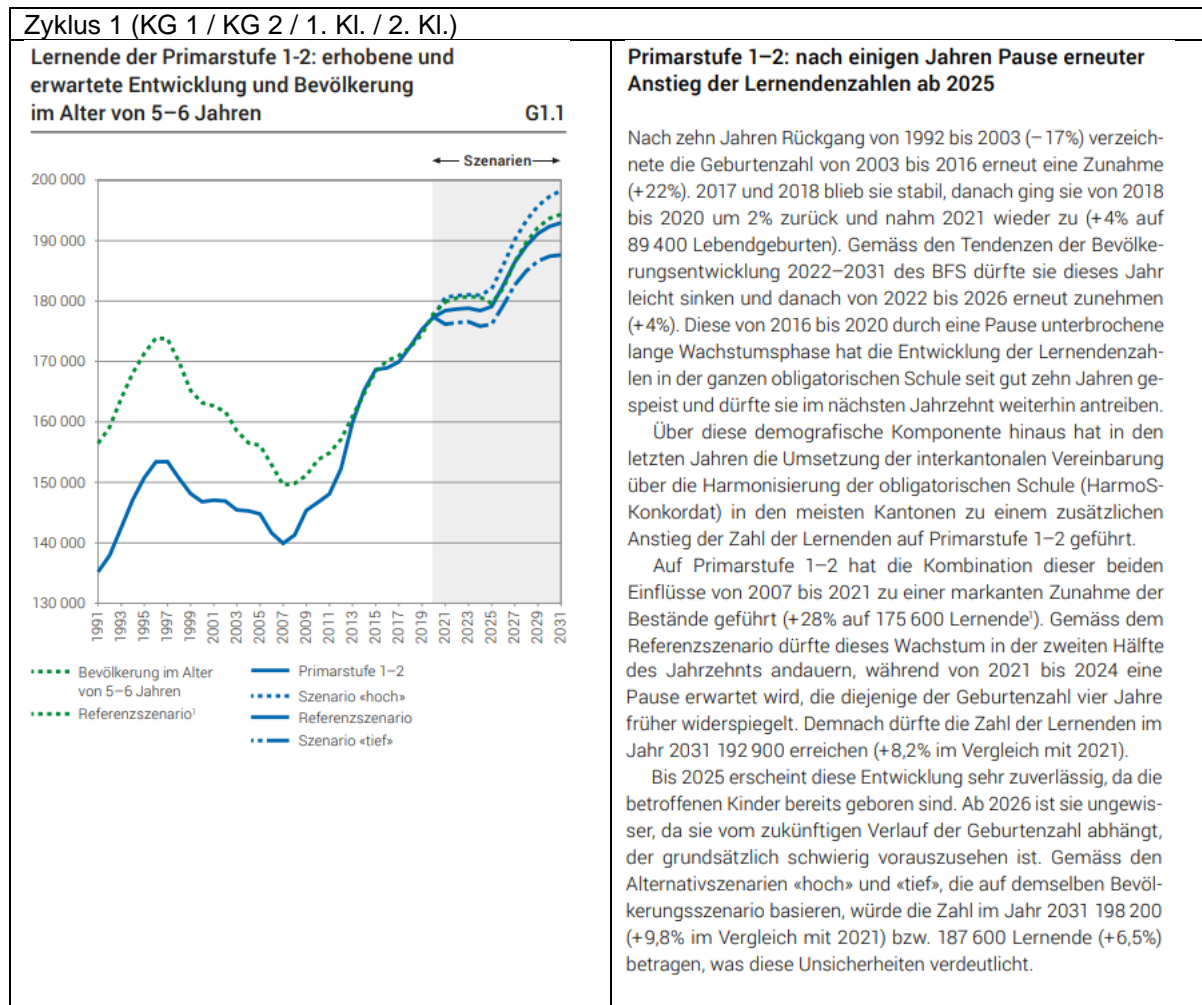 Zyklus 1 (KG 1 / KG 2 / 1. Kl. / 2. Kl.)
Lernende der Primarstufe 1-2: erhobene und
erwartete Entwicklung und Bevölkerung
im Alter von 5–6 Jahren G1.1
Szenarien
200 000
190 000
180 000
170 000
160 000
150 000
140 000
130 000
1991 1993 1995 1997 1999 2001 2003 2005 2007 2009 2011 2013 2015 2017 2019 2021 2023 2025 2027 2029 2031
Bevölkerung im Alter
von 5–6 Jahren
Referenzszenario¹
Primarstufe 1–2
Szenario «hoch»
Referenzszenario
Szenario «tief»
Primarstufe 1–2: nach einigen Jahren Pause erneuter
Anstieg der Lernendenzahlen ab 2025
Nach zehn Jahren Rückgang von 1992 bis 2003 (–17%) verzeich-
nete die Geburtenzahl von 2003 bis 2016 erneut eine Zunahme
(+22%). 2017 und 2018 blieb sie stabil, danach ging sie von 2018
bis 2020 um 2% zurück und nahm 2021 wieder zu (+4% auf
89 400 Lebendgeburten). Gemäss den Tendenzen der Bevölke-
rungsentwicklung 2022–2031 des BFS dürfte sie dieses Jahr
leicht sinken und danach von 2022 bis 2026 erneut zunehmen
(+4%). Diese von 2016 bis 2020 durch eine Pause unterbrochene
lange Wachstumsphase hat die Entwicklung der Lernendenzah-
len in der ganzen obligatorischen Schule seit gut zehn Jahren ge-
speist und dürfte sie im nächsten Jahrzehnt weiterhin antreiben.
Über diese demografische Komponente hinaus hat in den
letzten Jahren die Umsetzung der interkantonalen Vereinbarung
über die Harmonisierung der obligatorischen Schule (HarmoS-
Konkordat) in den meisten Kantonen zu einem zusätzlichen
Anstieg der Zahl der Lernenden auf Primarstufe 1–2 geführt.
Auf Primarstufe 1–2 hat die Kombination dieser beiden
Einflüsse von 2007 bis 2021 zu einer markanten Zunahme der
Bestände geführt (+28% auf 175 600 Lernende¹). Gemäss dem
Referenzszenario dürfte dieses Wachstum in der zweiten Hälfte
des Jahrzehnts andauern, während von 2021 bis 2024 eine
Pause erwartet wird, die diejenige der Geburtenzahl vier Jahre
früher widerspiegelt. Demnach dürfte die Zahl der Lernenden im
Jahr 2031 192 900 erreichen (+8,2% im Vergleich mit 2021).
Bis 2025 erscheint diese Entwicklung sehr zuverlässig, da die
betroffenen Kinder bereits geboren sind. Ab 2026 ist sie ungewis-
ser, da sie vom zukünftigen Verlauf der Geburtenzahl abhängt,
der grundsätzlich schwierig vorauszusehen ist. Gemäss den
Alternativszenarien «hoch» und «tief», die auf demselben Bevöl-
kerungsszenario basieren, würde die Zahl im Jahr 2031 198 200
(+9,8% im Vergleich mit 2021) bzw. 187 600 Lernende (+6,5%)
betragen, was diese Unsicherheiten verdeutlicht.